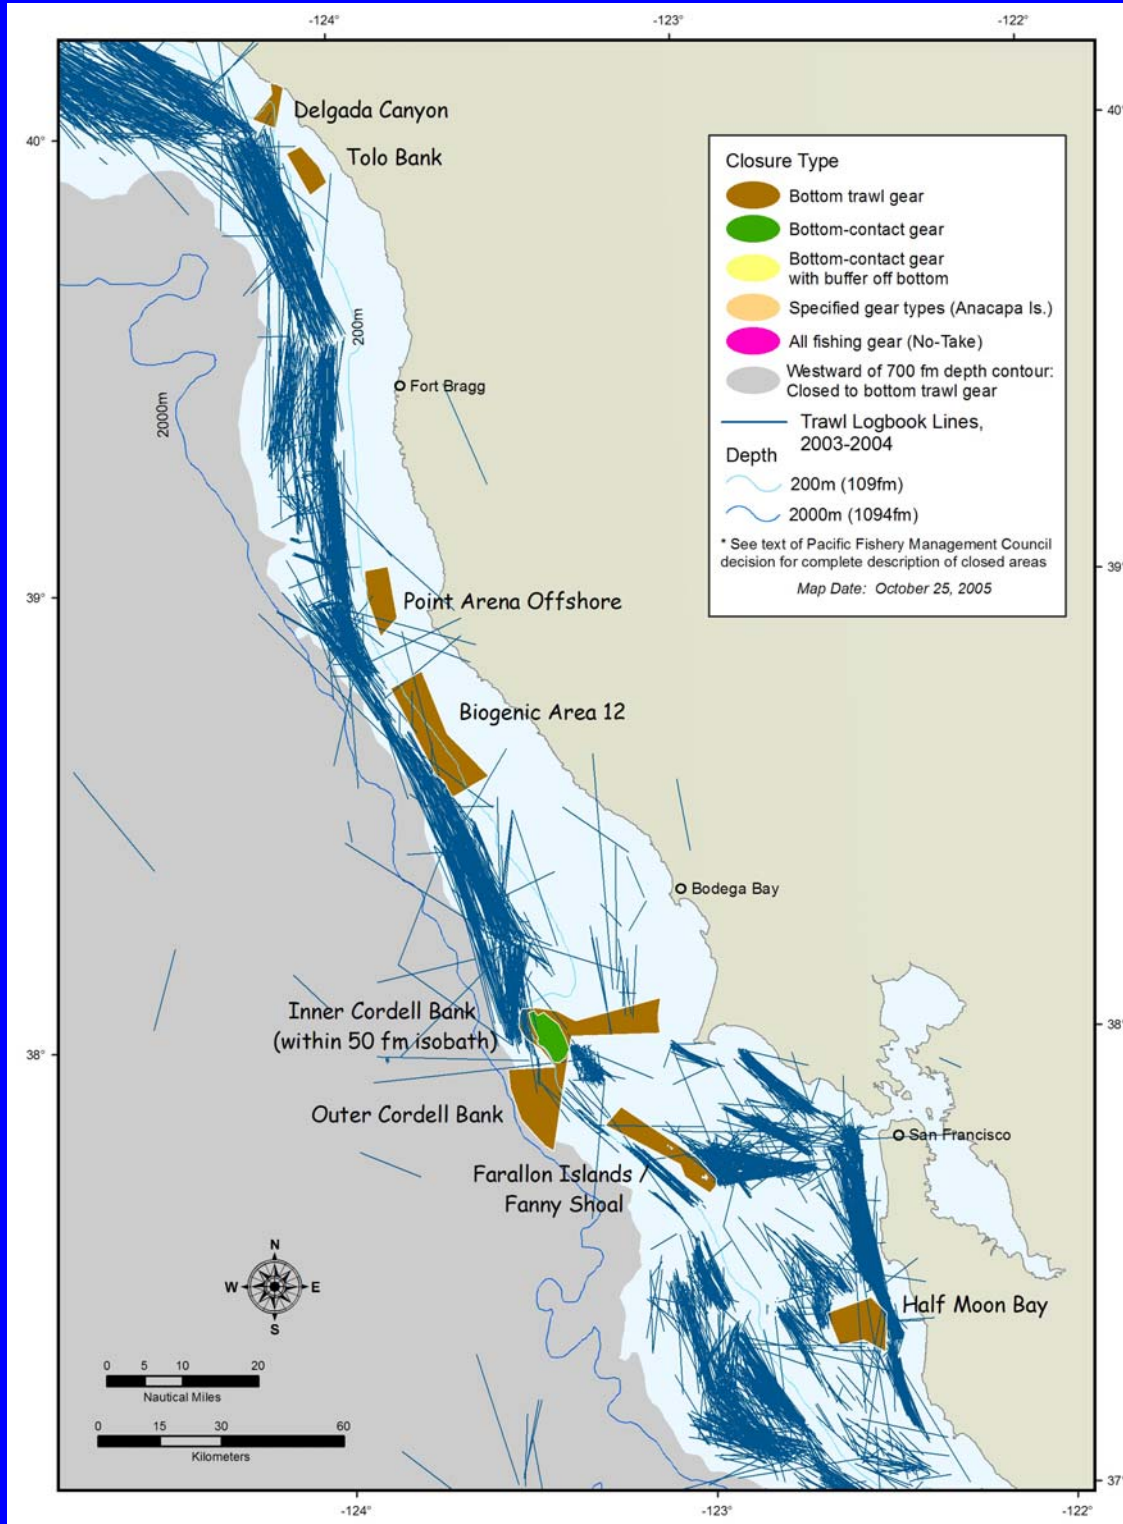 -124°
-123°
-122°
40°
40°
Delgada Canyon
Tolo Bank
Closure Type
Bottom trawl gear
Bottom-contact gear
Bottom-contact gear
with buffer off bottom
Specified gear types (Anacapa Is.)
All fishing gear (No-Take)
Westward of 700 fm depth contour:
Closed to bottom trawl gear
Trawl Logbook Lines,
2003-2004
Depth
200m (109fm)
2000m (1094fm)
* See text of Pacific Fishery Management Council
decision for complete description of closed areas
Map Date: October 25, 2005
200m
2000m
Fort Bragg
39°
39°
Point Arena Offshore
Biogenic Area 12
Bodega Bay
Inner Cordell Bank
(within 50 fm isobath)
38°
38°
Outer Cordell Bank
San Francisco
Farallon Islands /
Fanny Shoal
N
W E
S
Half Moon Bay
0 5 10 20
Nautical Miles
0 15 30 60
Kilometers
37°
-124°
-123°
-122°